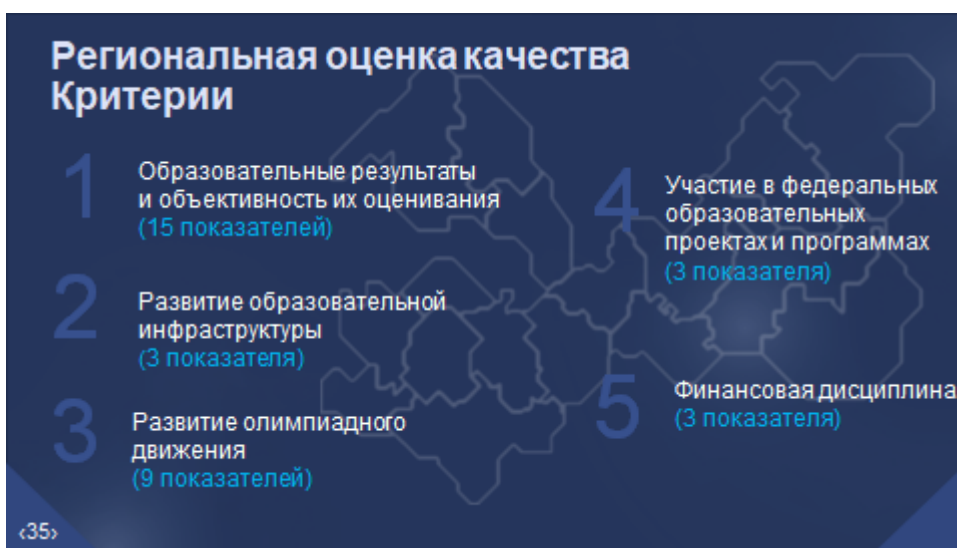 Региональная оценка качества
Критерии
1
Образовательные результаты
и объективность их оценивания
(15 показателей)
2
Развитие образовательной
инфраструктуры
(3 показателя)
3
Развитие олимпиадного
движения
(9 показателей)
4
Участие в федеральных
образовательных
проектах и программах
(3 показателя)
5
Финансовая дисциплина
(3 показателя)
‹35›